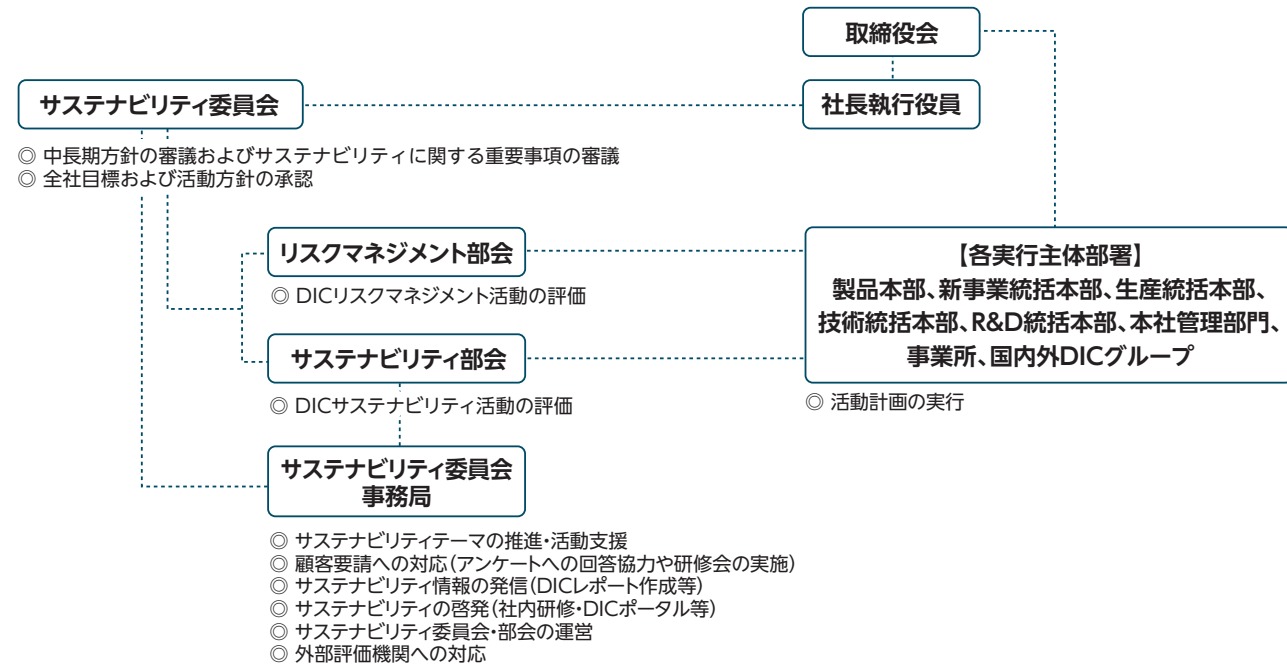 取締役会
サステナビリティ委員会
社長執行役員
◎ 中長期方針の審議およびサステナビリティに関する重要事項の審議
◎ 全社目標および活動方針の承認
リスクマネジメント部会
◎ DICリスクマネジメント活動の評価
サステナビリティ部会
◎ DICサステナビリティ活動の評価
【各実行主体部署】
製品本部、新事業統括本部、生産統括本部、
技術統括本部、R&D統括本部、本社管理部門、
事業所、国内外DICグループ
◎ 活動計画の実行
サステナビリティ委員会
事務局
◎ サステナビリティテーマの推進・活動支援
◎ 顧客要請への対応(アンケートへの回答協力や研修会の実施)
◎ サステナビリティ情報の発信(DICレポート作成等)
◎ サステナビリティの啓発(社内研修・DICポータル等)
◎ サステナビリティ委員会・部会の運営
◎ 外部評価機関への対応